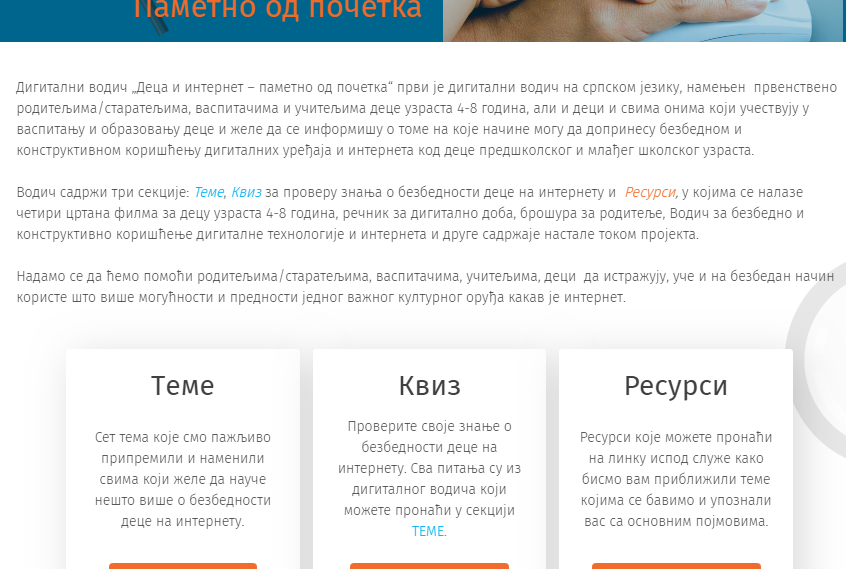 Паметно од почетка
Дигитални водич „Деца и интернет – паметно од почетка“ први је дигитални водич на српском језику, намењен првенствено
родитељима/старатељима, васпитачима и учитељима деце узраста 4-8 година, али и деци и свима онима који учествују у
васпитању и образовању деце и желе да се информишу о томе на које начине могу да допринесу безбедном и
конструктивном коришћењу дигиталних уређаја и интернета код деце предшколског и млађег школског узраста.
Водич садржи три секције: Теме, Квиз за проверу знања о безбедности деце на интернету и Ресурси, у којима се налазе
четири цртана филма за децу узраста 4-8 година, речник за дигитално доба, брошура за родитеље, Водич за безбедно и
конструктивно коришћење дигиталне технологије и интернета и друге садржаје настале током пројекта.
Надамо се да ћемо помоћи родитељима/старатељима, васпитачима, учитељима, деци да истражују, уче и на безбедан начин
користе што више могућности и предности једног важног културног оруђа какав је интернет.
Теме
Сет тема које смо пажљиво
припремили и наменили
свима који желе да науче
нешто више о безбедности
деце на интернету.
Квиз
Проверите своје знање о
безбедности деце на
интернету. Сва питања су из
дигиталног водича који
можете пронаћи у секцији
ТЕМЕ.
Ресурси
Ресурси које можете пронаћи
на линку испод служе како
бисмо вам приближили теме
којима се бавимо и упознали
вас са основним појмовима.